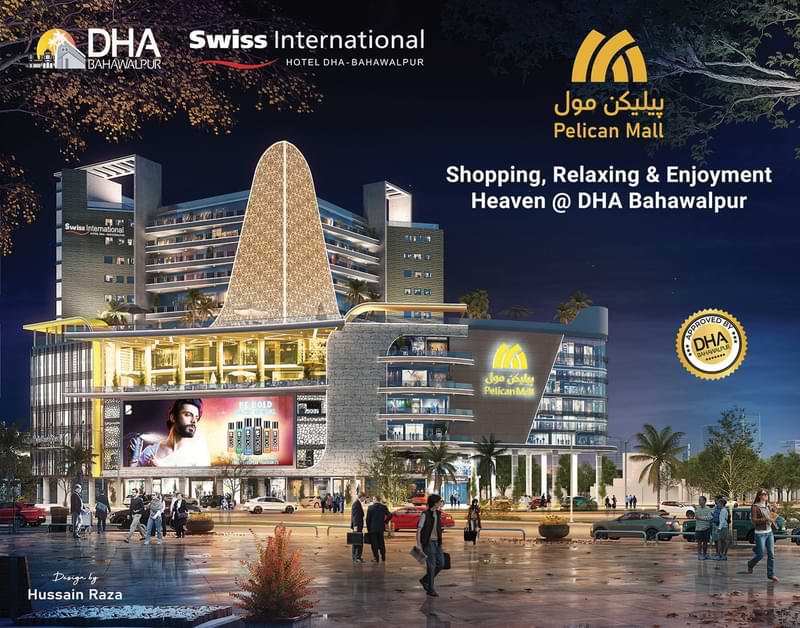 DHA
BAHAWALPUR
Swiss International
HOTEL DHA-BAHAWALPUR
پیلیکن مول
Pelican Mall
Shopping, Relaxing & Enjoyment
Heaven @ DHA Bahawalpur
Swiss International
پیلیکن مول
Pelican Mall
APPROVED BY
DHA
BAHAWALPUR
BE BOLD
Design by
Hussain Raza